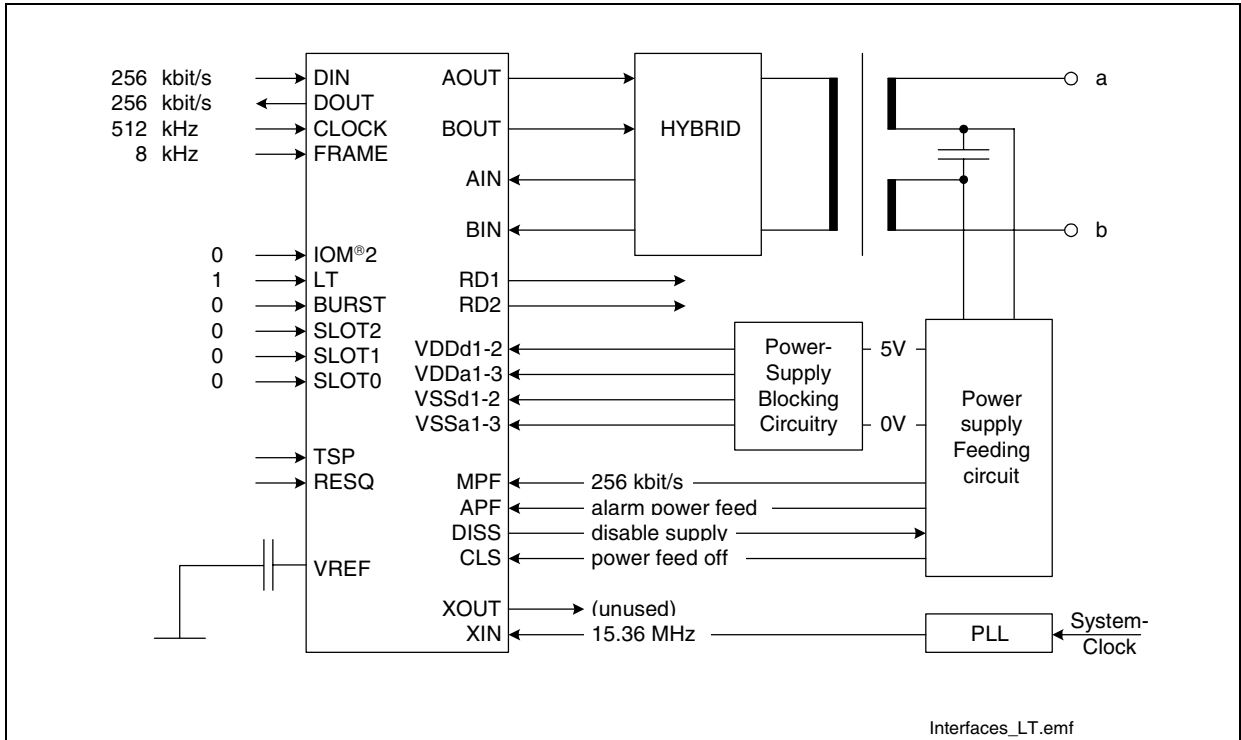 256 kbit/s DIN
256 kbit/s DOUT
512 kHz CLOCK
8 kHz FRAME
0 IOM®2
1 LT
0 BURST
0 SLOT2
0 SLOT1
0 SLOT0
TSP
RESQ
VREF
AOUT
BOUT
AIN
BIN
RD1
RD2
VDDd1-2
VDDa1-3
VSSd1-2
VSSa1-3
MPF 256 kbit/s
APF alarm power feed
DISS disable supply
CLS power feed off
XOUT (unused)
XIN 15.36 MHz
HYBRID
a
b
Power-
Supply
Blocking
Circuitry
5V
0V
Power
supply
Feeding
circuit
PLL
System-
Clock
Interfaces_LT.emf